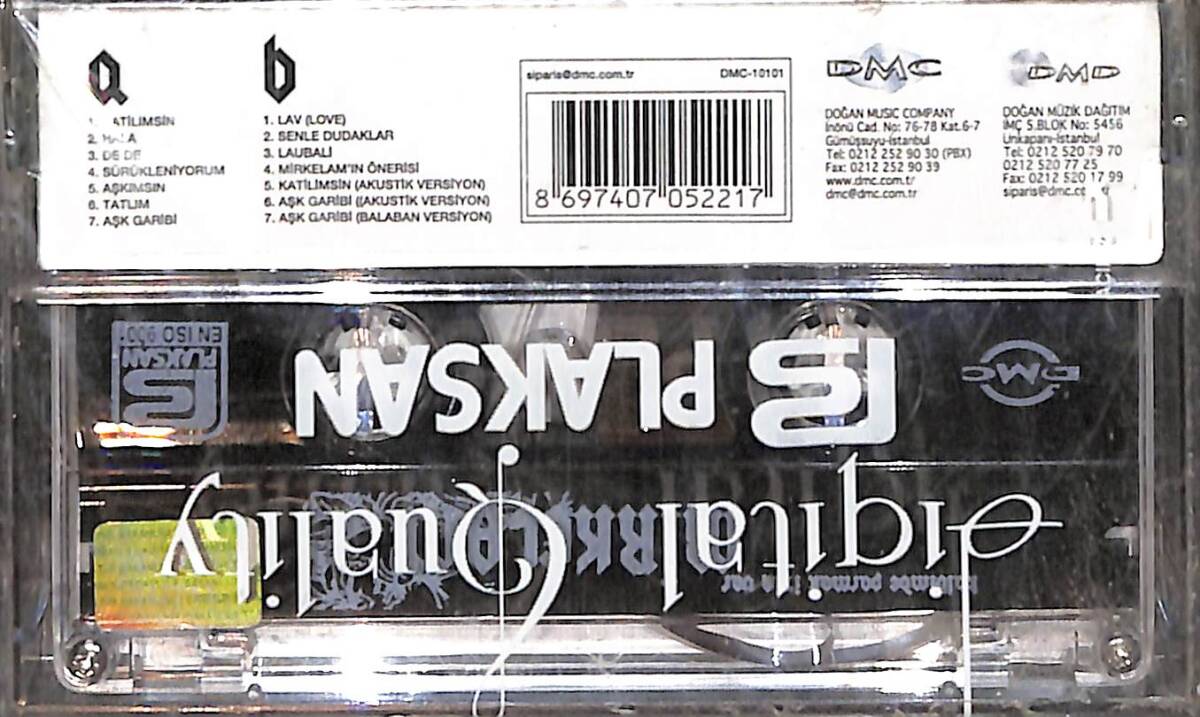 a
1. ATILIMSIN
2. HALA
3. DE DE
4. SÜRÜKLENİYORUM
5. AŞKIMSIN
6. TATLIM
7. AŞK GARİBİ
b
1. LAV (LOVE)
2. SENLE DUDAKLAR
3. LAUBALİ
4. MİRKELAM'IN ÖNERİSİ
5. KATILIMSIN (AKUSTİK VERSİYON)
6. AŞK GARİBİ ((AKUSTİK VERSİYON)
7. AŞK GARİBİ (BALABAN VERSİYON)
siparis@dmc.com.tr DMC-10101
8 697407 052217
DMC
DOĞAN MUSIC COMPANY
İnönü Cad. No: 76-78 Kat.6-7
Gümüşsuyu-İstanbul
Tel: 0212 252 90 30 (PBX)
Fax: 0212 252 90 39
www.dmc.com.tr
dmc@dmc.com.tr
DMD
DOĞAN MÜZİK DAĞITIM
İMÇ 5.BLOK No: 5456
Unkapanı-İstanbul
Tel: 0212 520 79 70
0212 520 77 25
Fax: 0212 520 17 99
siparis@dmc.cc
PLAKSAN
EN ISO 9001
PLAKSAN
DMC
Digital Quality